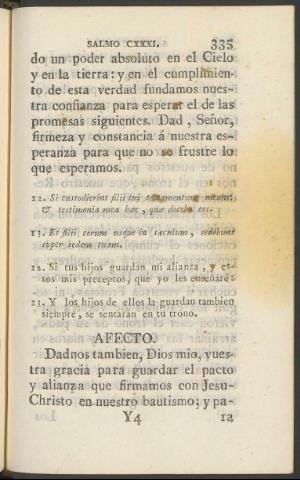 SALMO CXXXI. 335
do un poder absoluto en el Cielo
y en la tierra: y en el cumplimien-
to de esta verdad fundamos nues-
tra confianza para esperar el de las
promesas siguientes. Dad, Señor,
firmeza y constancia á nuestra es-
peranza para que no se frustre lo
que esperamos.
12. Si custodierint filii tui testamentum meum,
& testimonia mea hæc, quæ docebo eos.
13. Et filii eorum usque in sæculum, sedebunt
super sedem tuam.
12. Si tus hijos guardan mi alianza, y es-
tos mis preceptos, que yo les enseñaré:
13. Y los hijos de ellos la guardan tambien
siempre, se sentarán en tu trono.
AFECTO.
Dadnos tambien, Dios mio, vues-
tra gracia para guardar el pacto
y alianza que firmamos con Jesu-
Christo en nuestro bautismo; y pa-
Y4 ra